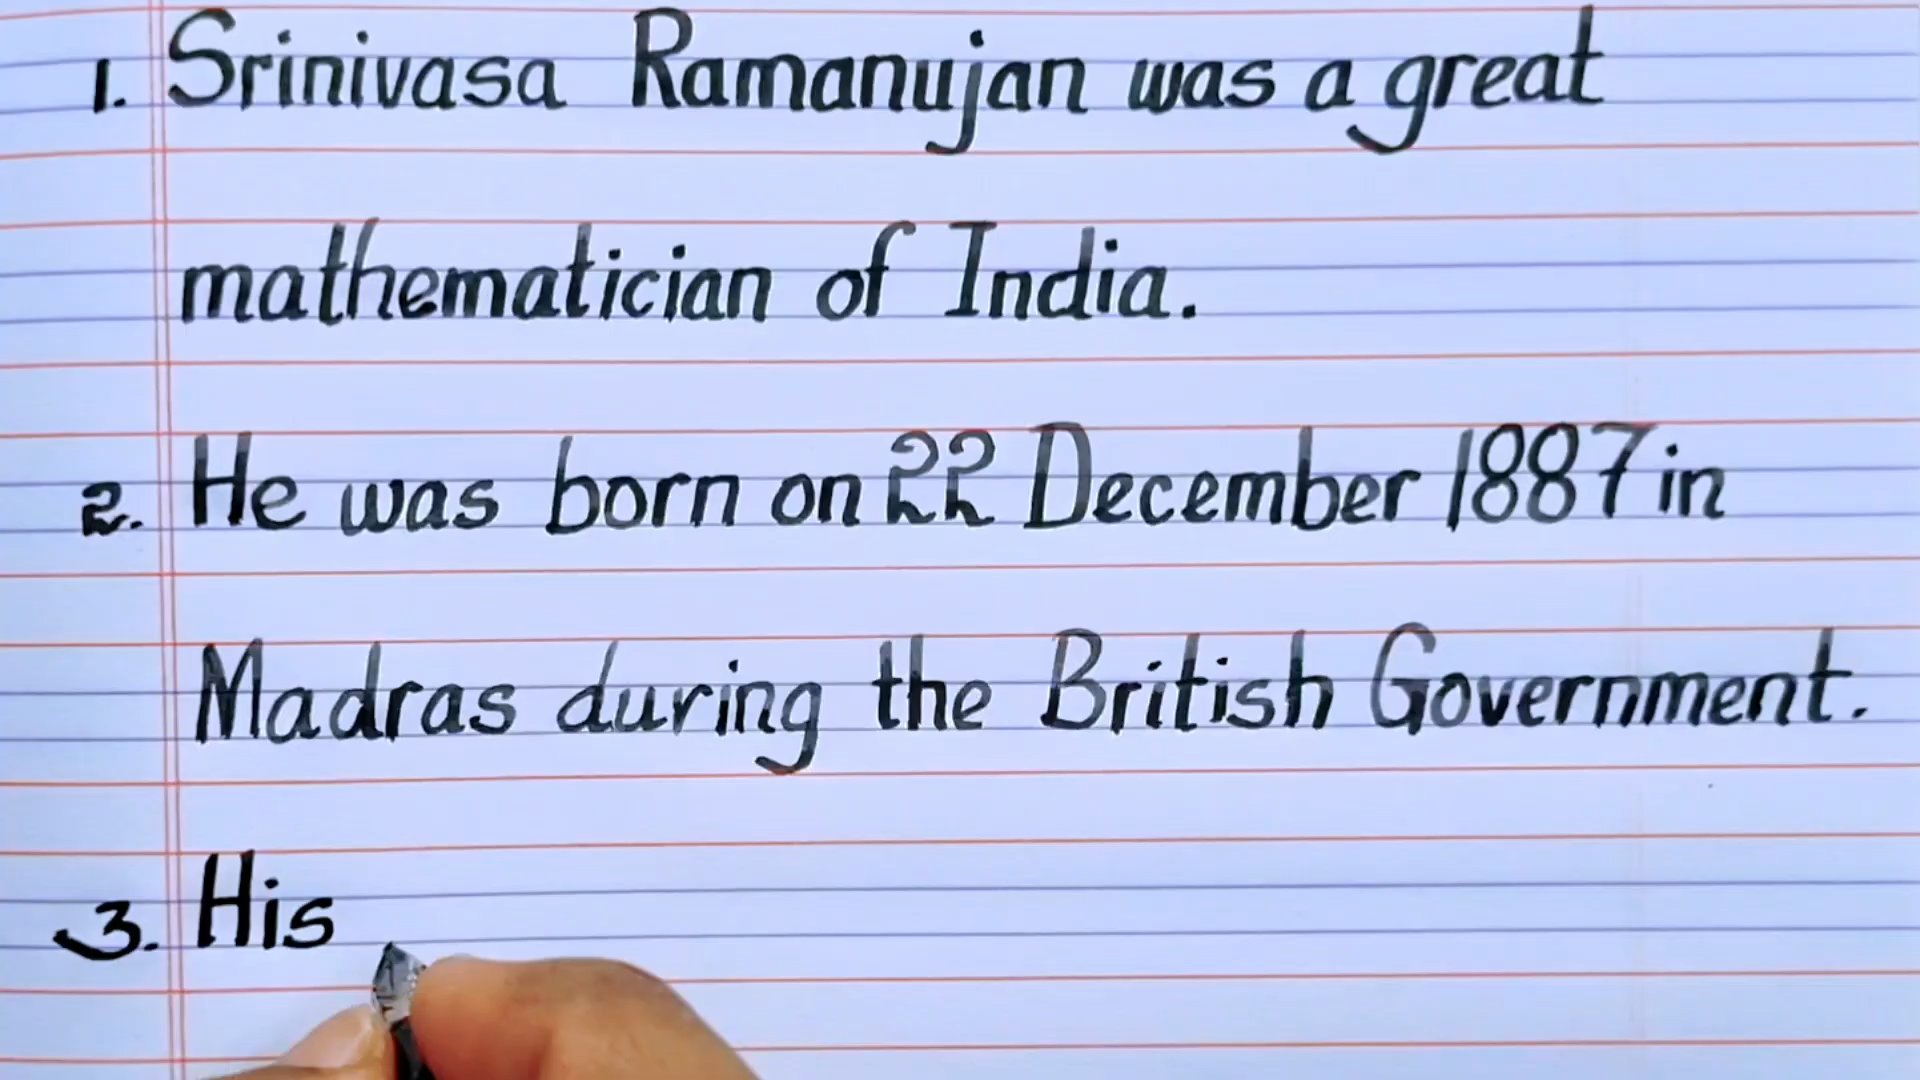 1. Srinivasa Ramanujan was a great
mathematician of India.
2. He was born on 22 December 1887 in
Madras during the British Government.
3. His